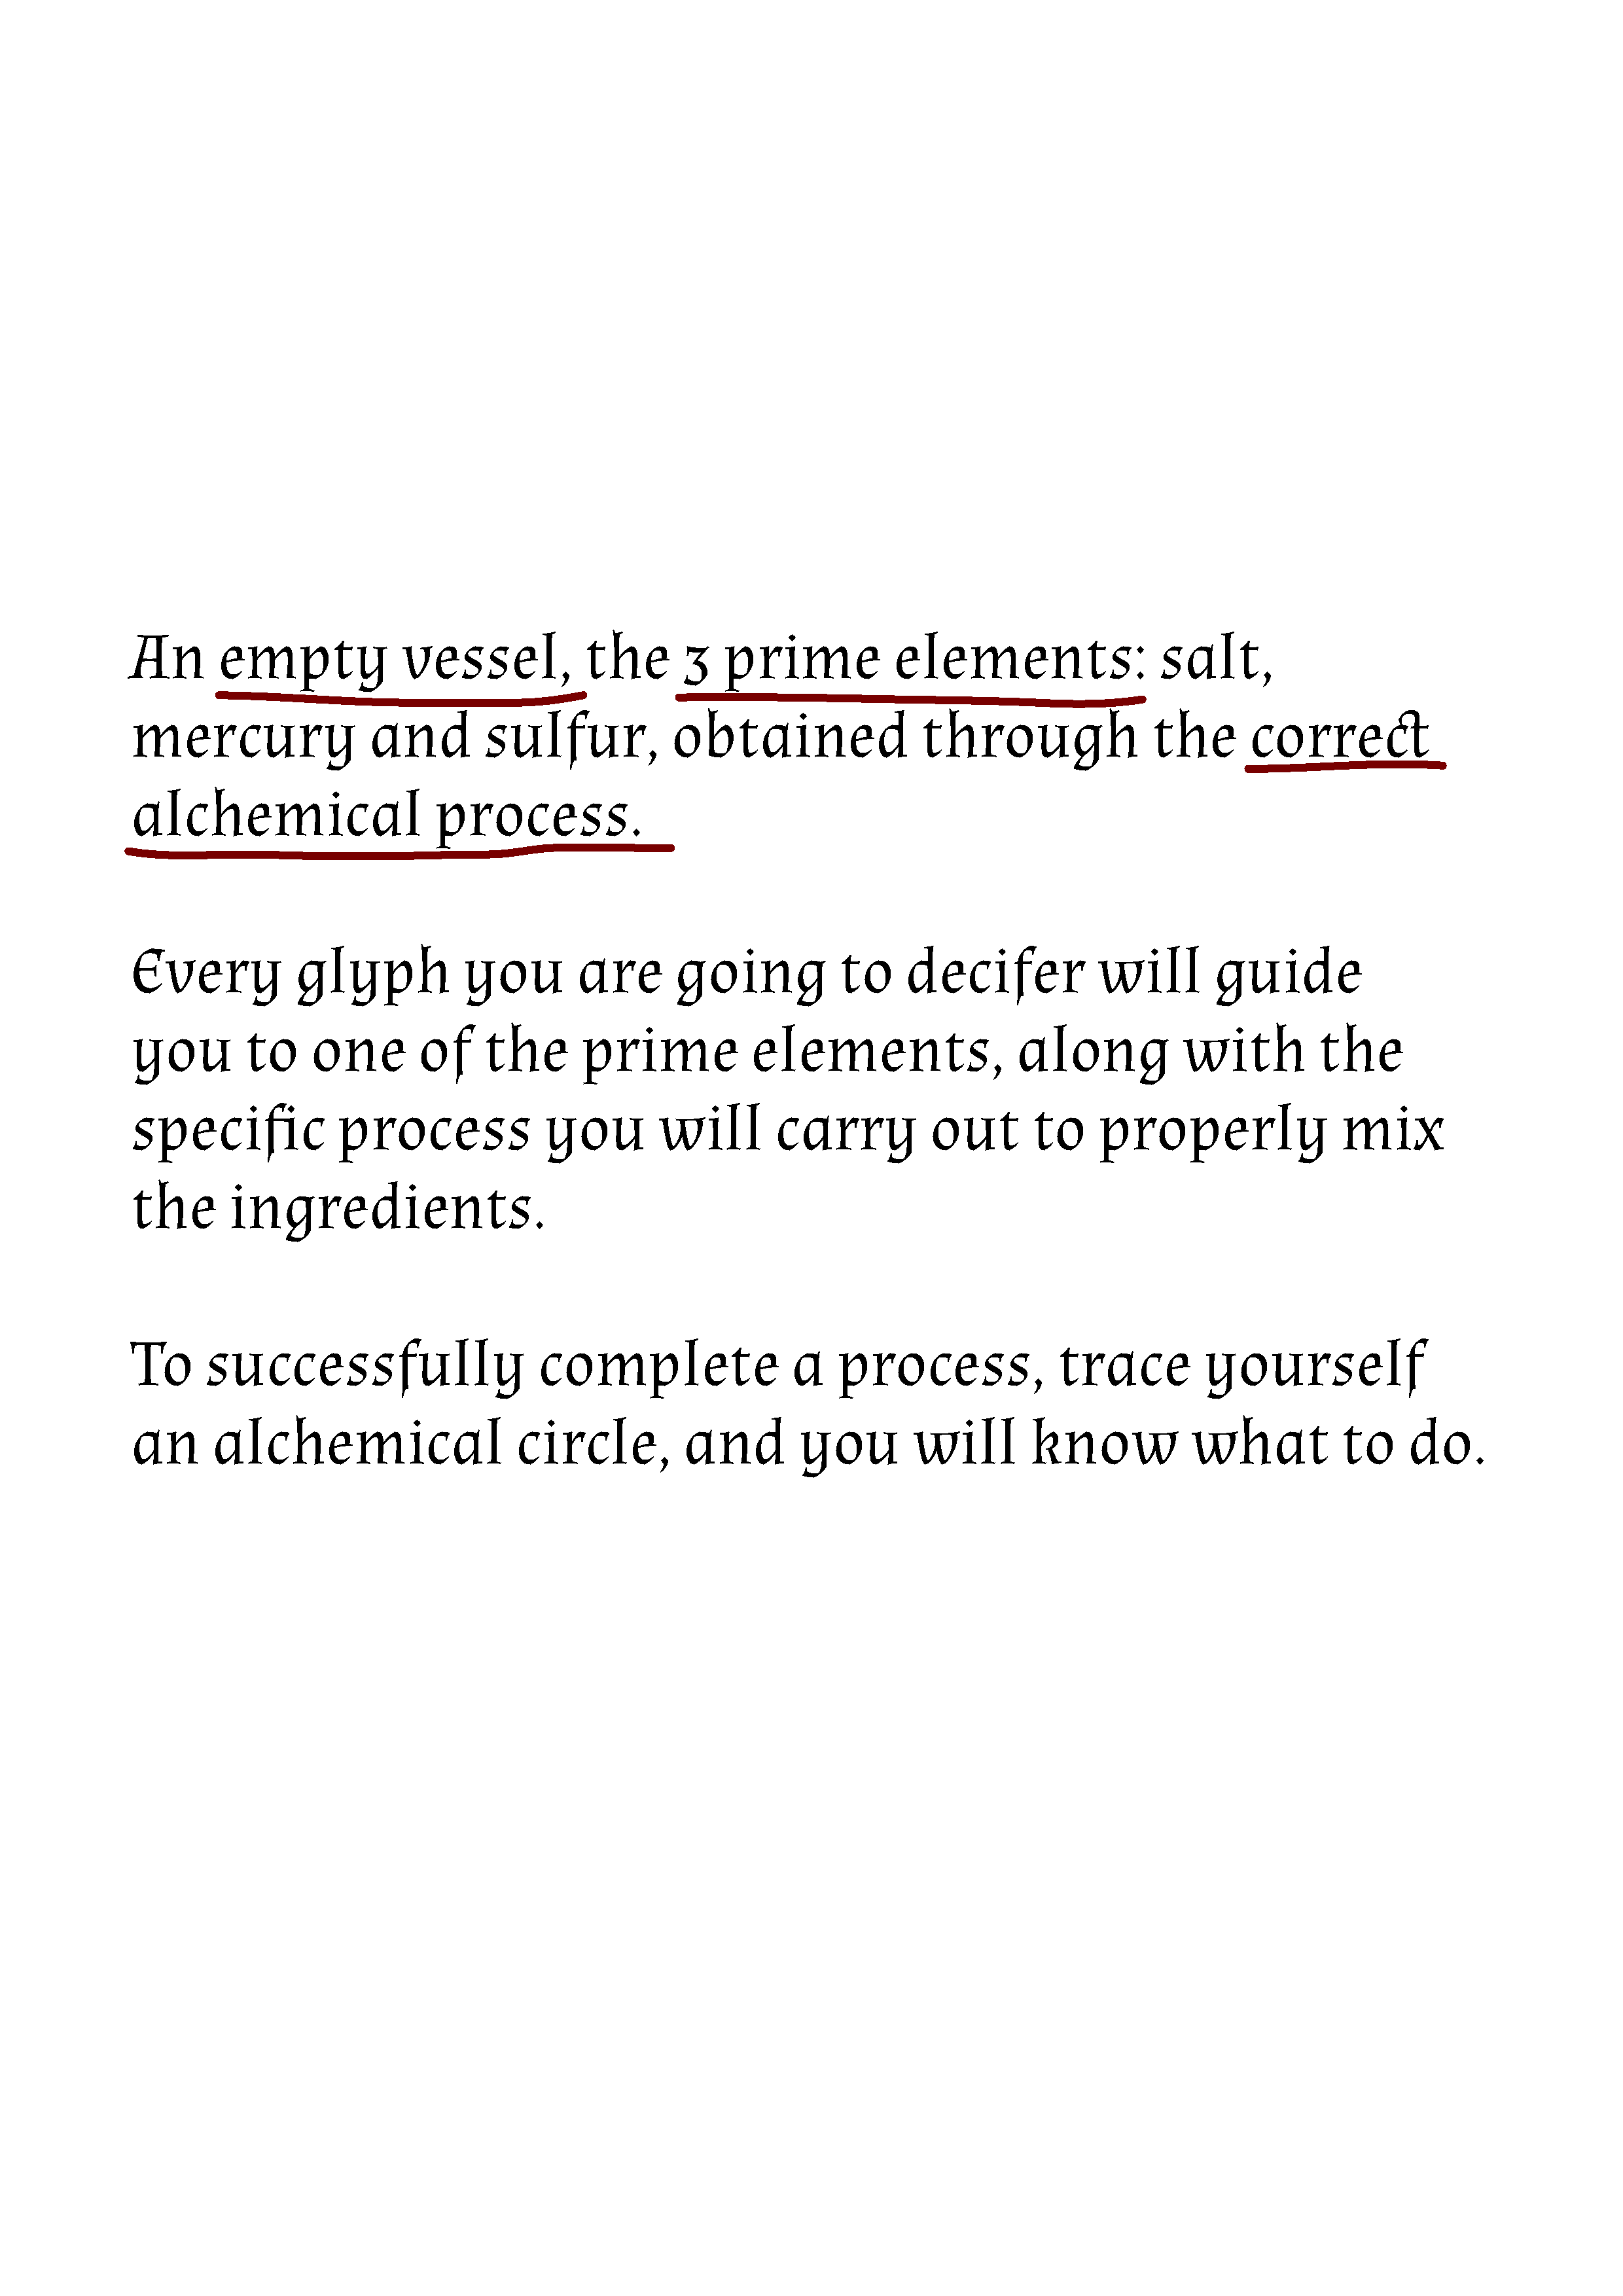 An empty vessel, the 3 prime elements: salt,
mercury and sulfur, obtained through the correct
alchemical process.
Every glyph you are going to decifer will guide
you to one of the prime elements, along with the
specific process you will carry out to properly mix
the ingredients.
To successfully complete a process, trace yourself
an alchemical circle, and you will know what to do.